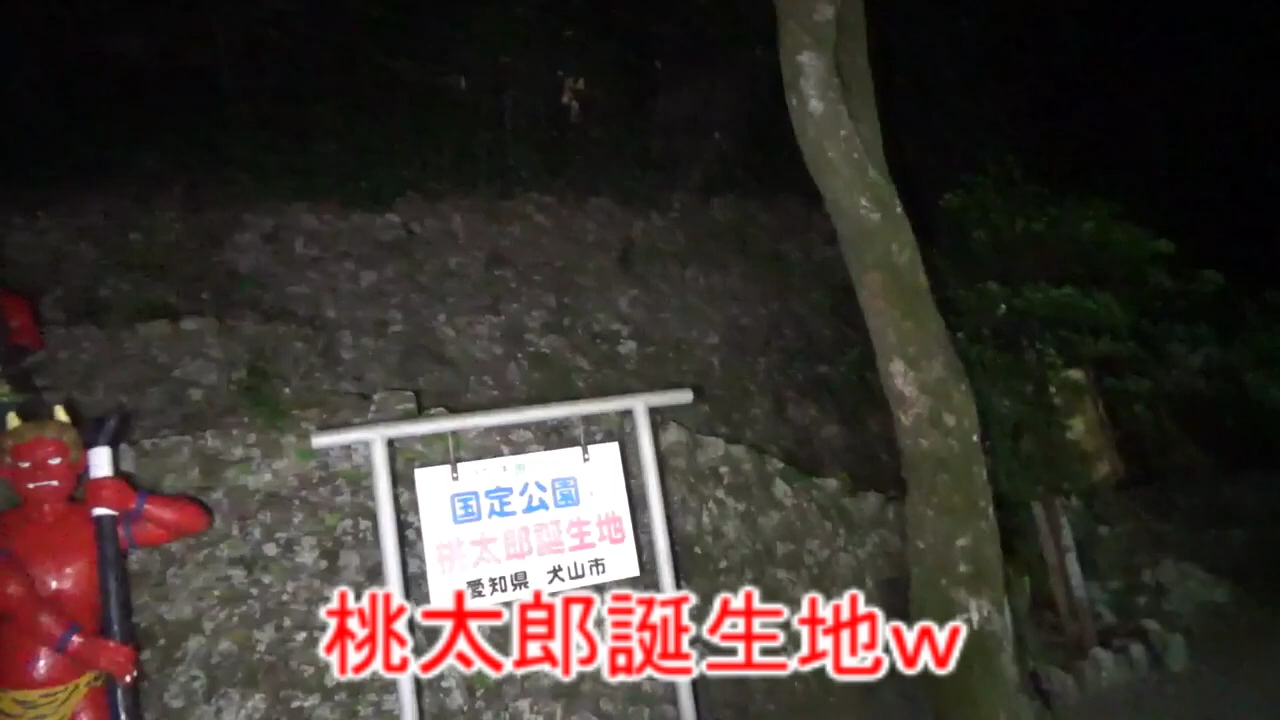 国定公園
桃太郎誕生地
愛知県 犬山市
桃太郎誕生地w